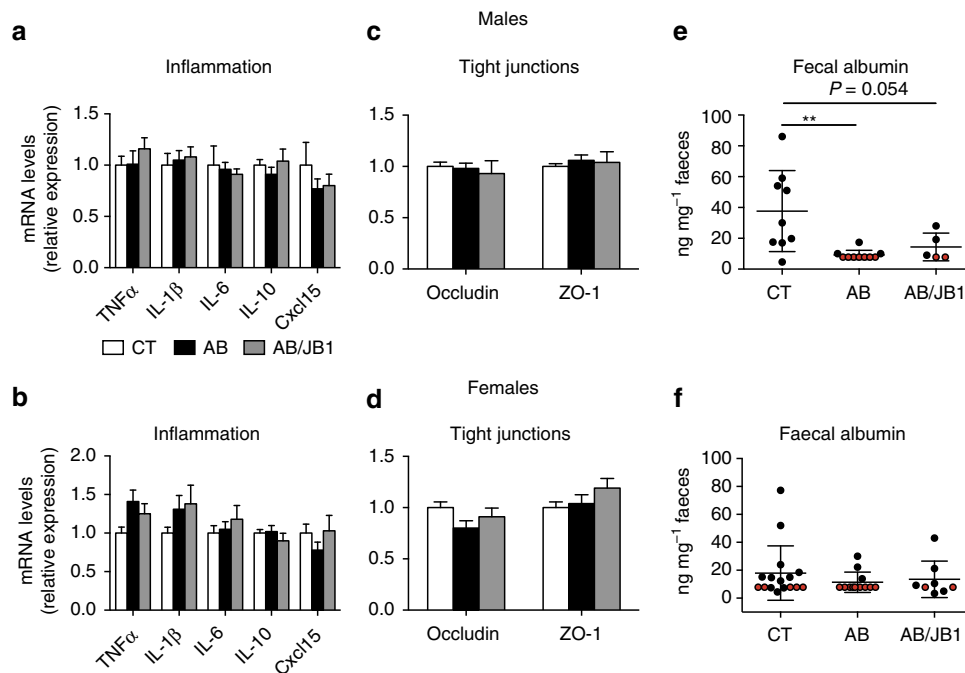 Males
a
Inflammation
mRNA levels
(relative expression)
1.5
1.0
0.5
0.0
TNFα
IL-1β
IL-6
IL-10
Cxcl15
CT
AB
AB/JB1
c
Tight junctions
1.5
1.0
0.5
0
Occludin
ZO-1
e
Fecal albumin
P = 0.054
**
ng mg⁻¹ faeces
100
80
60
40
20
0
CT
AB
AB/JB1
Females
b
Inflammation
mRNA levels
(relative expression)
2.0
1.5
1.0
0.5
0.0
TNFα
IL-1β
IL-6
IL-10
Cxcl15
d
Tight junctions
1.5
1.0
0.5
0
Occludin
ZO-1
f
Faecal albumin
ng mg⁻¹ faeces
100
80
60
40
20
0
CT
AB
AB/JB1